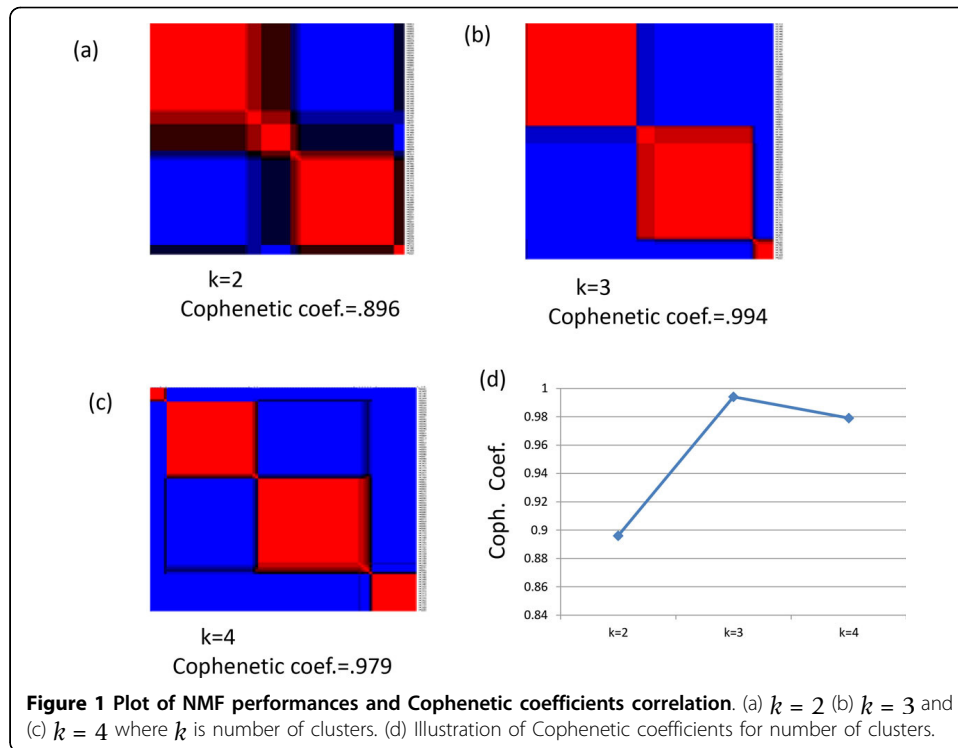 (a)
k=2
Cophenetic coef.=.896
(b)
k=3
Cophenetic coef.=.994
(c)
k=4
Cophenetic coef.=.979
(d)
Coph. Coef.
1
0.98
0.96
0.94
0.92
0.9
0.88
0.86
0.84
k=2 k=3 k=4
Figure 1 Plot of NMF performances and Cophenetic coefficients correlation. (a) k = 2 (b) k = 3 and
(c) k = 4 where k is number of clusters. (d) Illustration of Cophenetic coefficients for number of clusters.